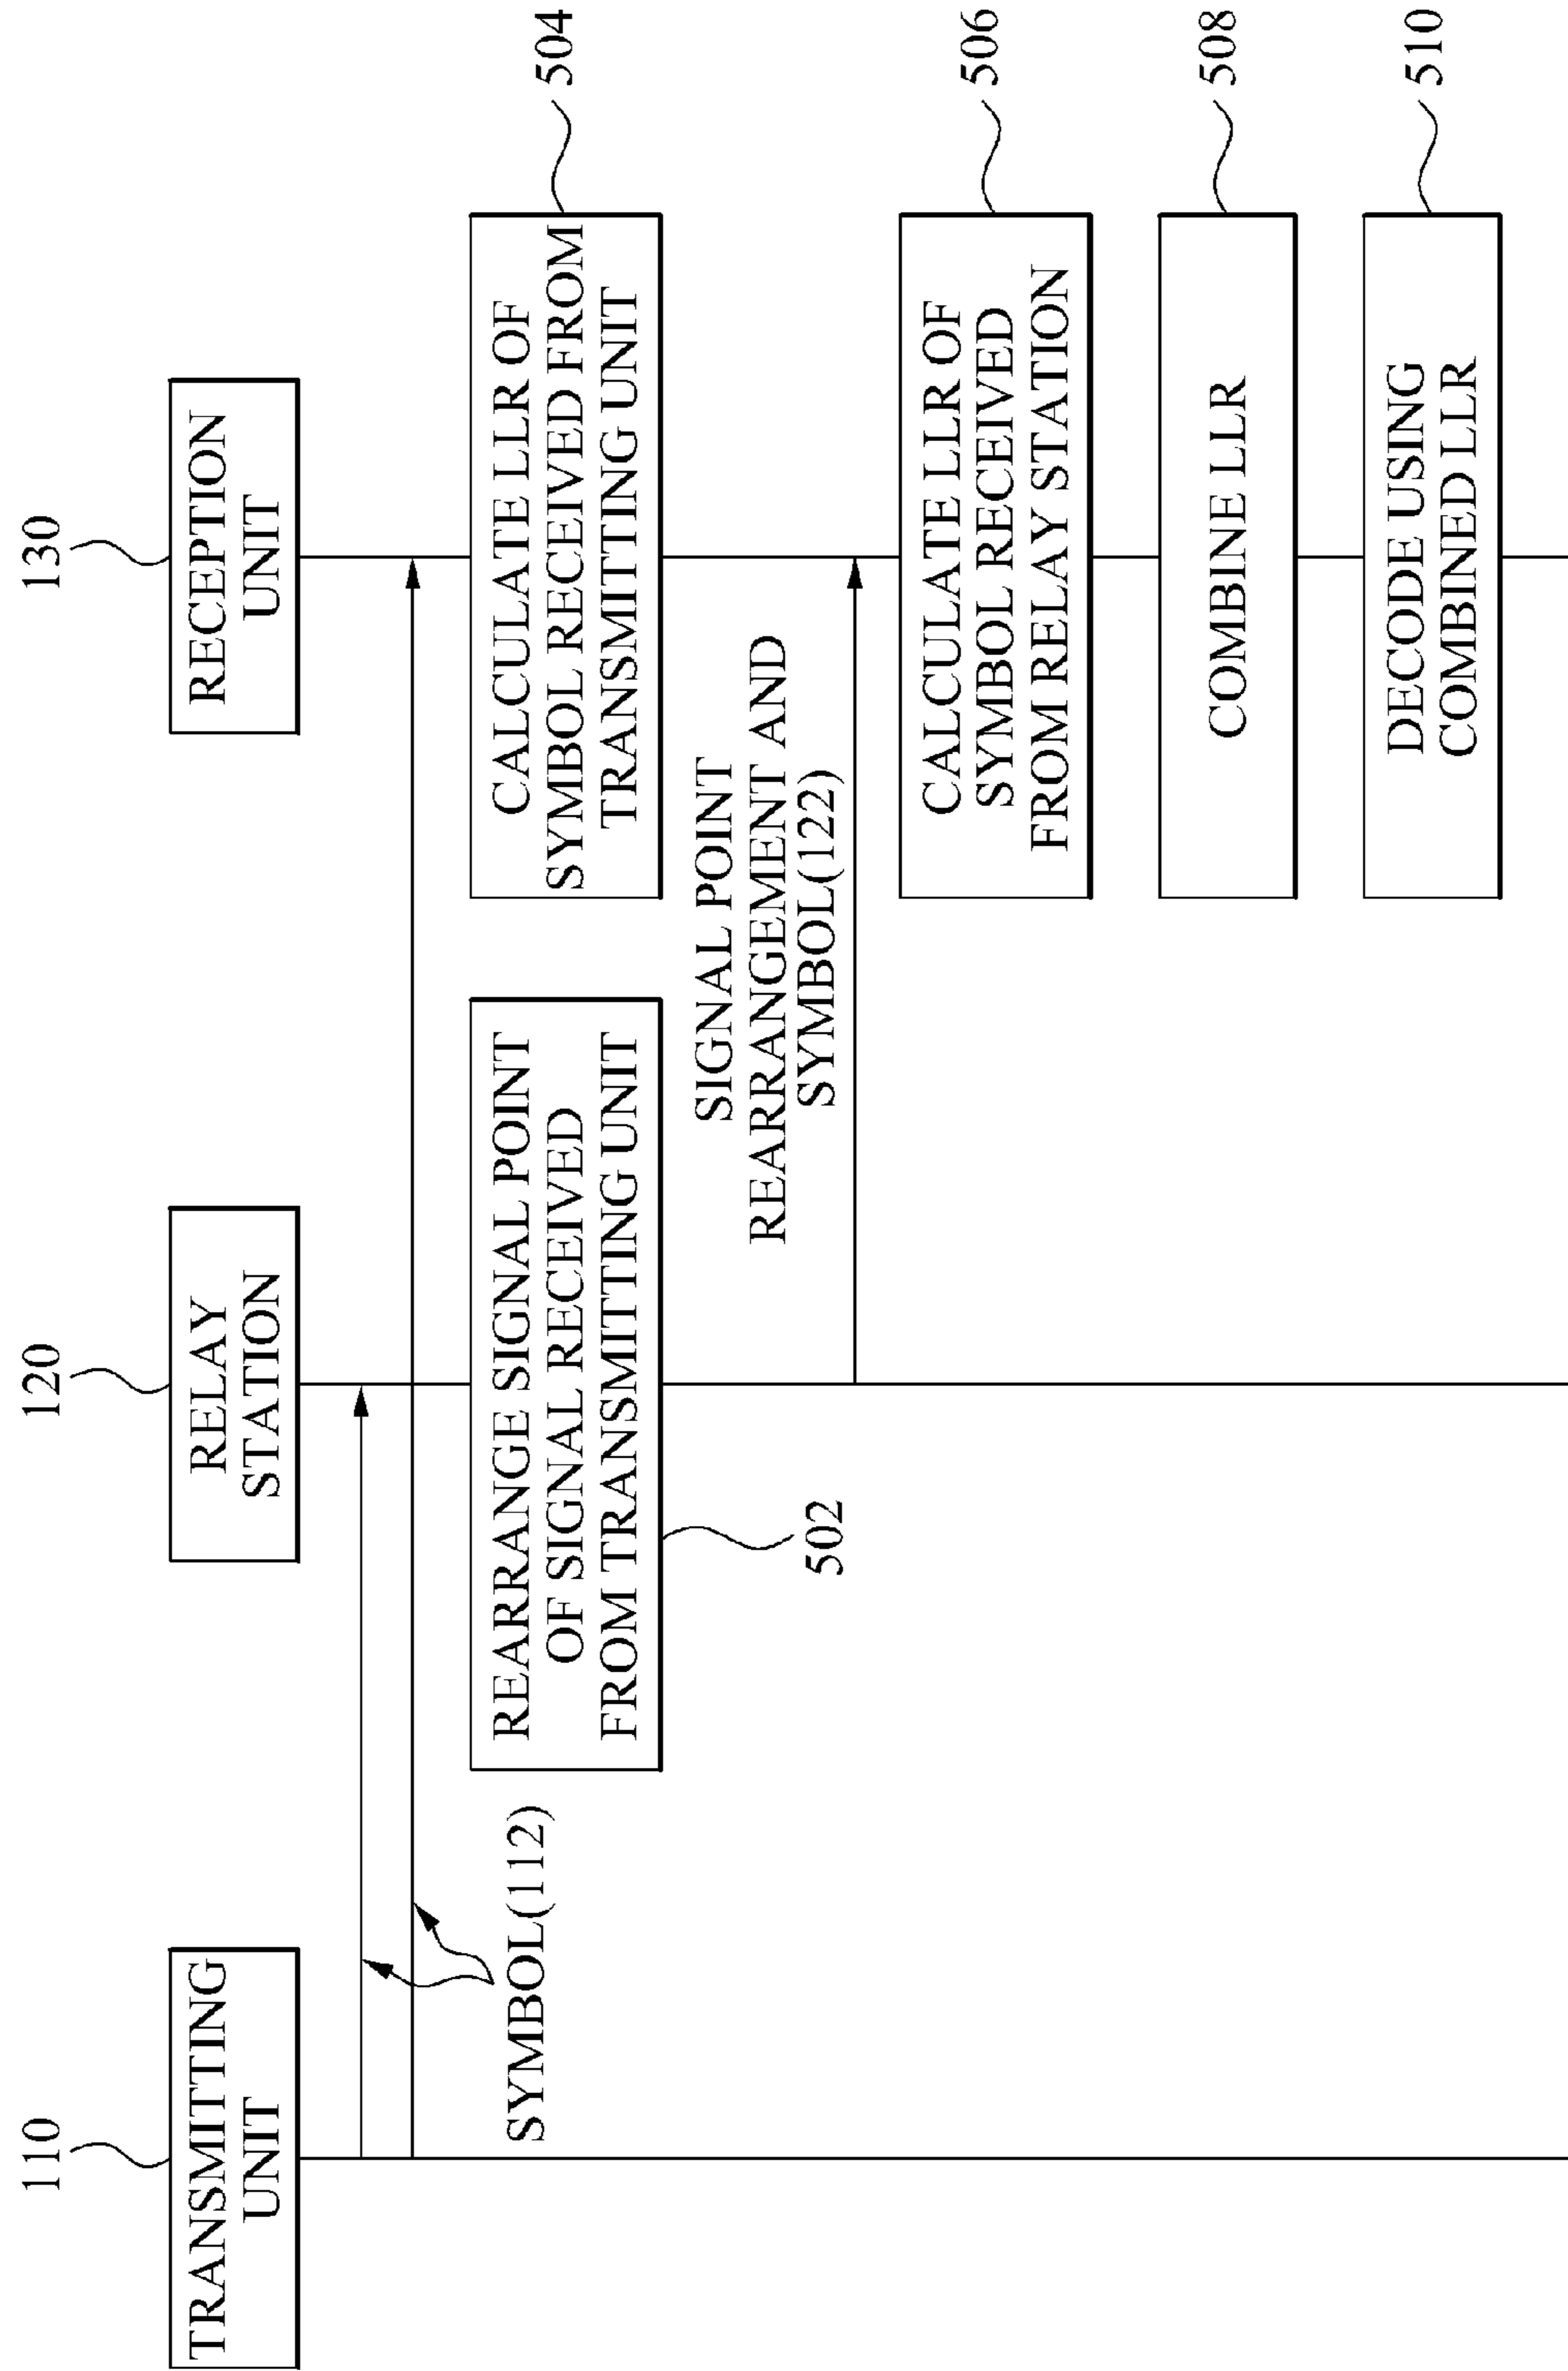 110
120
130
TRANSMITTING
UNIT
RELAY
STATION
RECEPTION
UNIT
SYMBOL(112)
REARRANGE SIGNAL POINT
OF SIGNAL RECEIVED
FROM TRANSMITTING UNIT
502
CALCULATE LLR OF
SYMBOL RECEIVED FROM
TRANSMITTING UNIT
504
SIGNAL POINT
REARRANGEMENT AND
SYMBOL(122)
CALCULATE LLR OF
SYMBOL RECEIVED
FROM RELAY STATION
506
COMBINE LLR
508
DECODE USING
COMBINED LLR
510